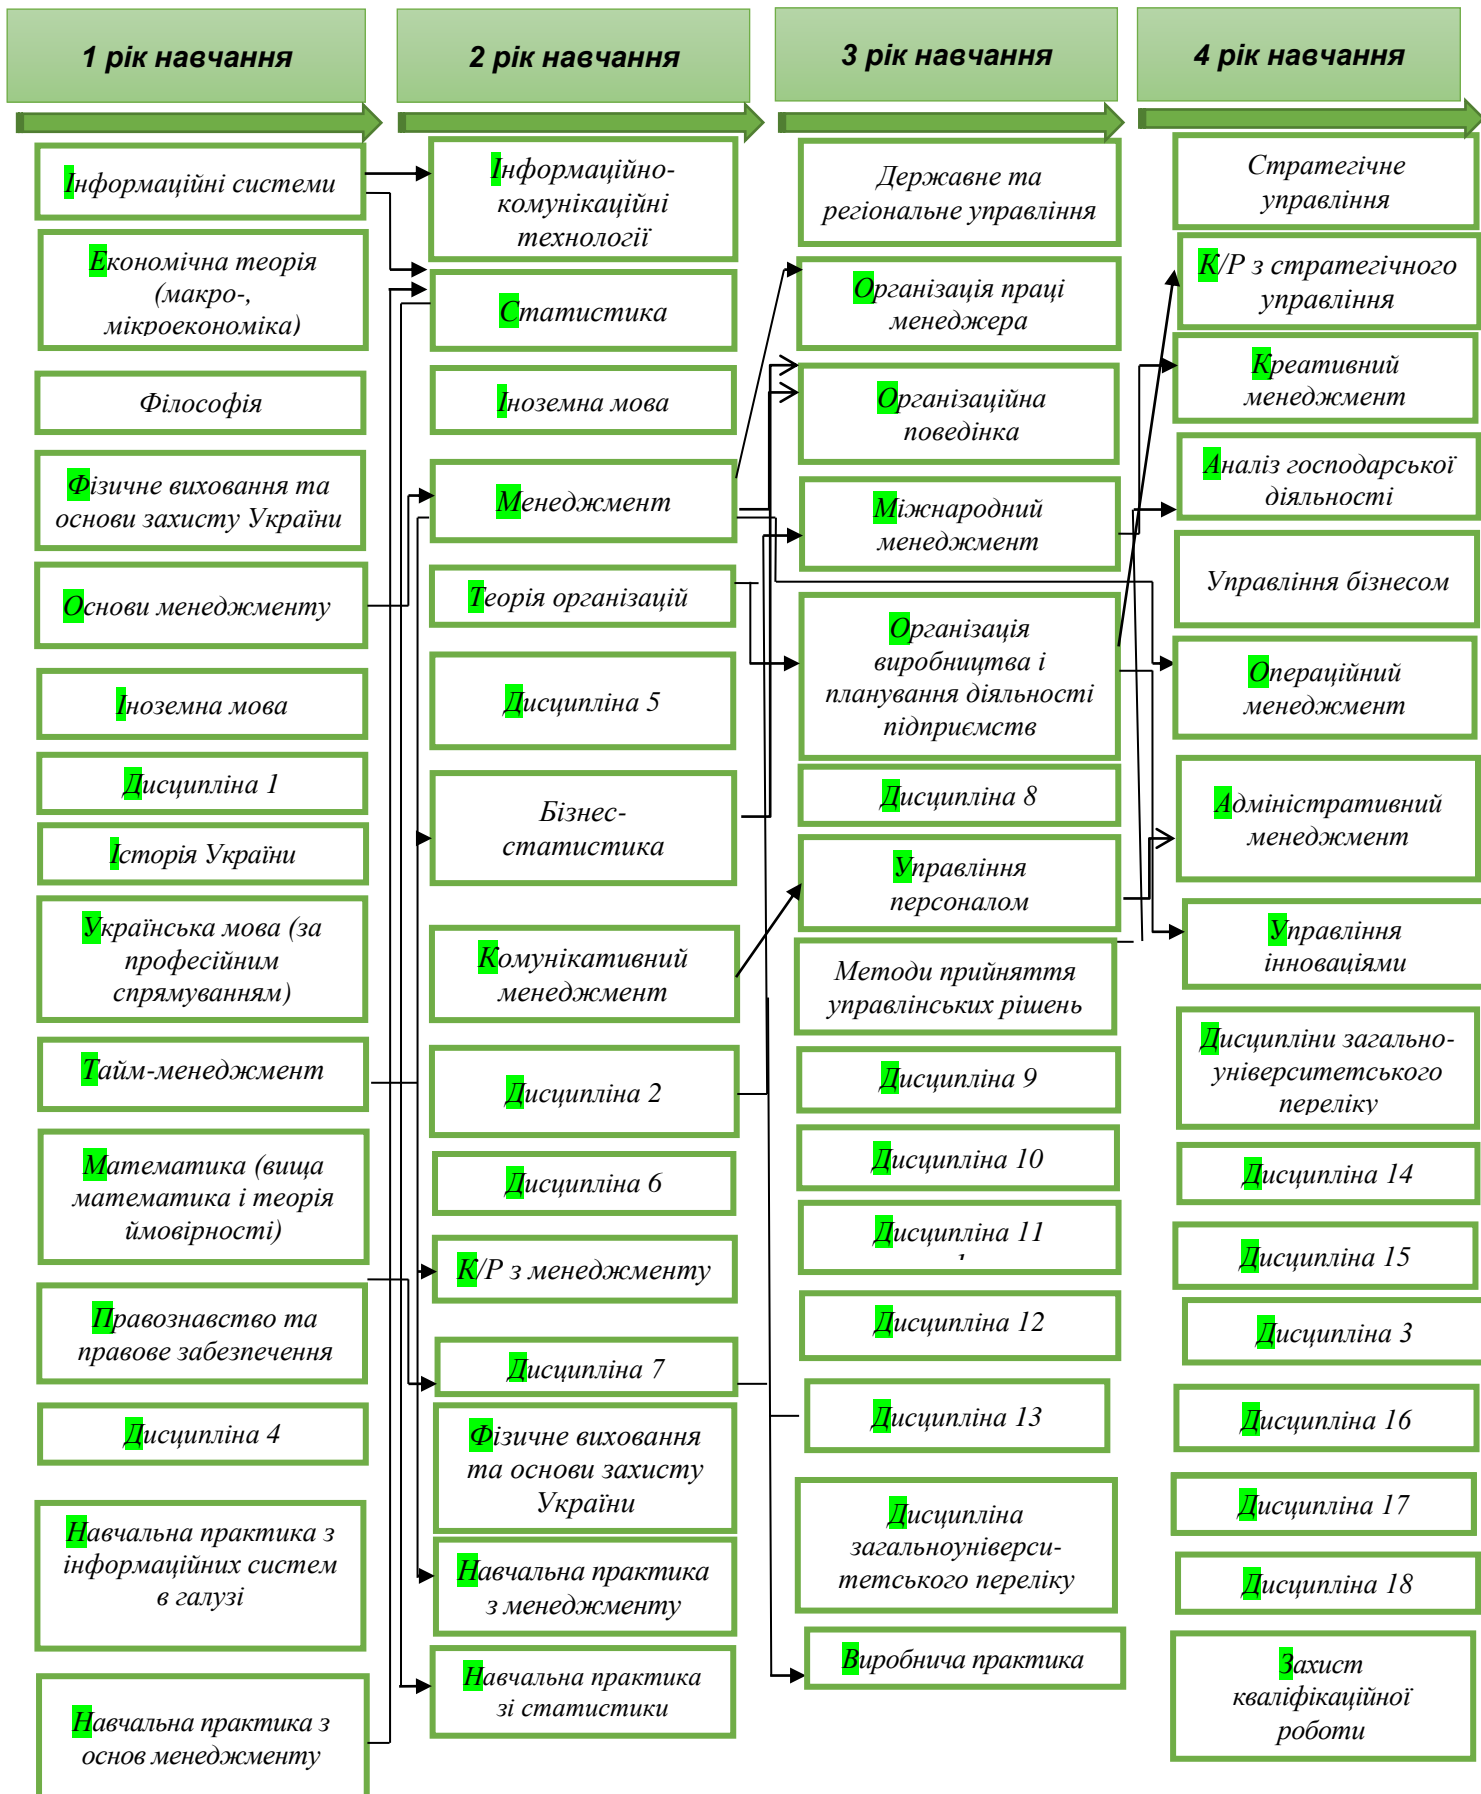 1 рік навчання
Інформаційні системи
Економічна теорія
(макро-,
мікроекономіка)
Філософія
Фізичне виховання та
основи захисту України
Основи менеджменту
Іноземна мова
Дисципліна 1
Історія України
Українська мова (за
професійним
спрямуванням)
Тайм-менеджмент
Математика (вища
математика і теорія
ймовірності)
Правознавство та
правове забезпечення
Дисципліна 4
Навчальна практика з
інформаційних систем
в галузі
Навчальна практика з
основ менеджменту
2 рік навчання
Інформаційно-
комунікаційні
технології
Статистика
Іноземна мова
Менеджмент
Теорія організацій
Дисципліна 5
Бізнес-
статистика
Комунікативний
менеджмент
Дисципліна 2
Дисципліна 6
К/Р з менеджменту
Дисципліна 7
Фізичне виховання
та основи захисту
України
Навчальна практика
з менеджменту
Навчальна практика
зі статистики
3 рік навчання
Державне та
регіональне управління
Організація праці
менеджера
Організаційна
поведінка
Міжнародний
менеджмент
Організація
виробництва і
планування діяльності
підприємств
Дисципліна 8
Управління
персоналом
Методи прийняття
управлінських рішень
Дисципліна 9
Дисципліна 10
Дисципліна 11
Дисципліна 12
Дисципліна 13
Дисципліна
загальноуніверси-
тетського переліку
Виробнича практика
4 рік навчання
Стратегічне
управління
К/Р з стратегічного
управління
Креативний
менеджмент
Аналіз господарської
діяльності
Управління бізнесом
Операційний
менеджмент
Адміністративний
менеджмент
Управління
інноваціями
Дисципліни загально-
університетського
переліку
Дисципліна 14
Дисципліна 15
Дисципліна 3
Дисципліна 16
Дисципліна 17
Дисципліна 18
Захист
кваліфікаційної
роботи